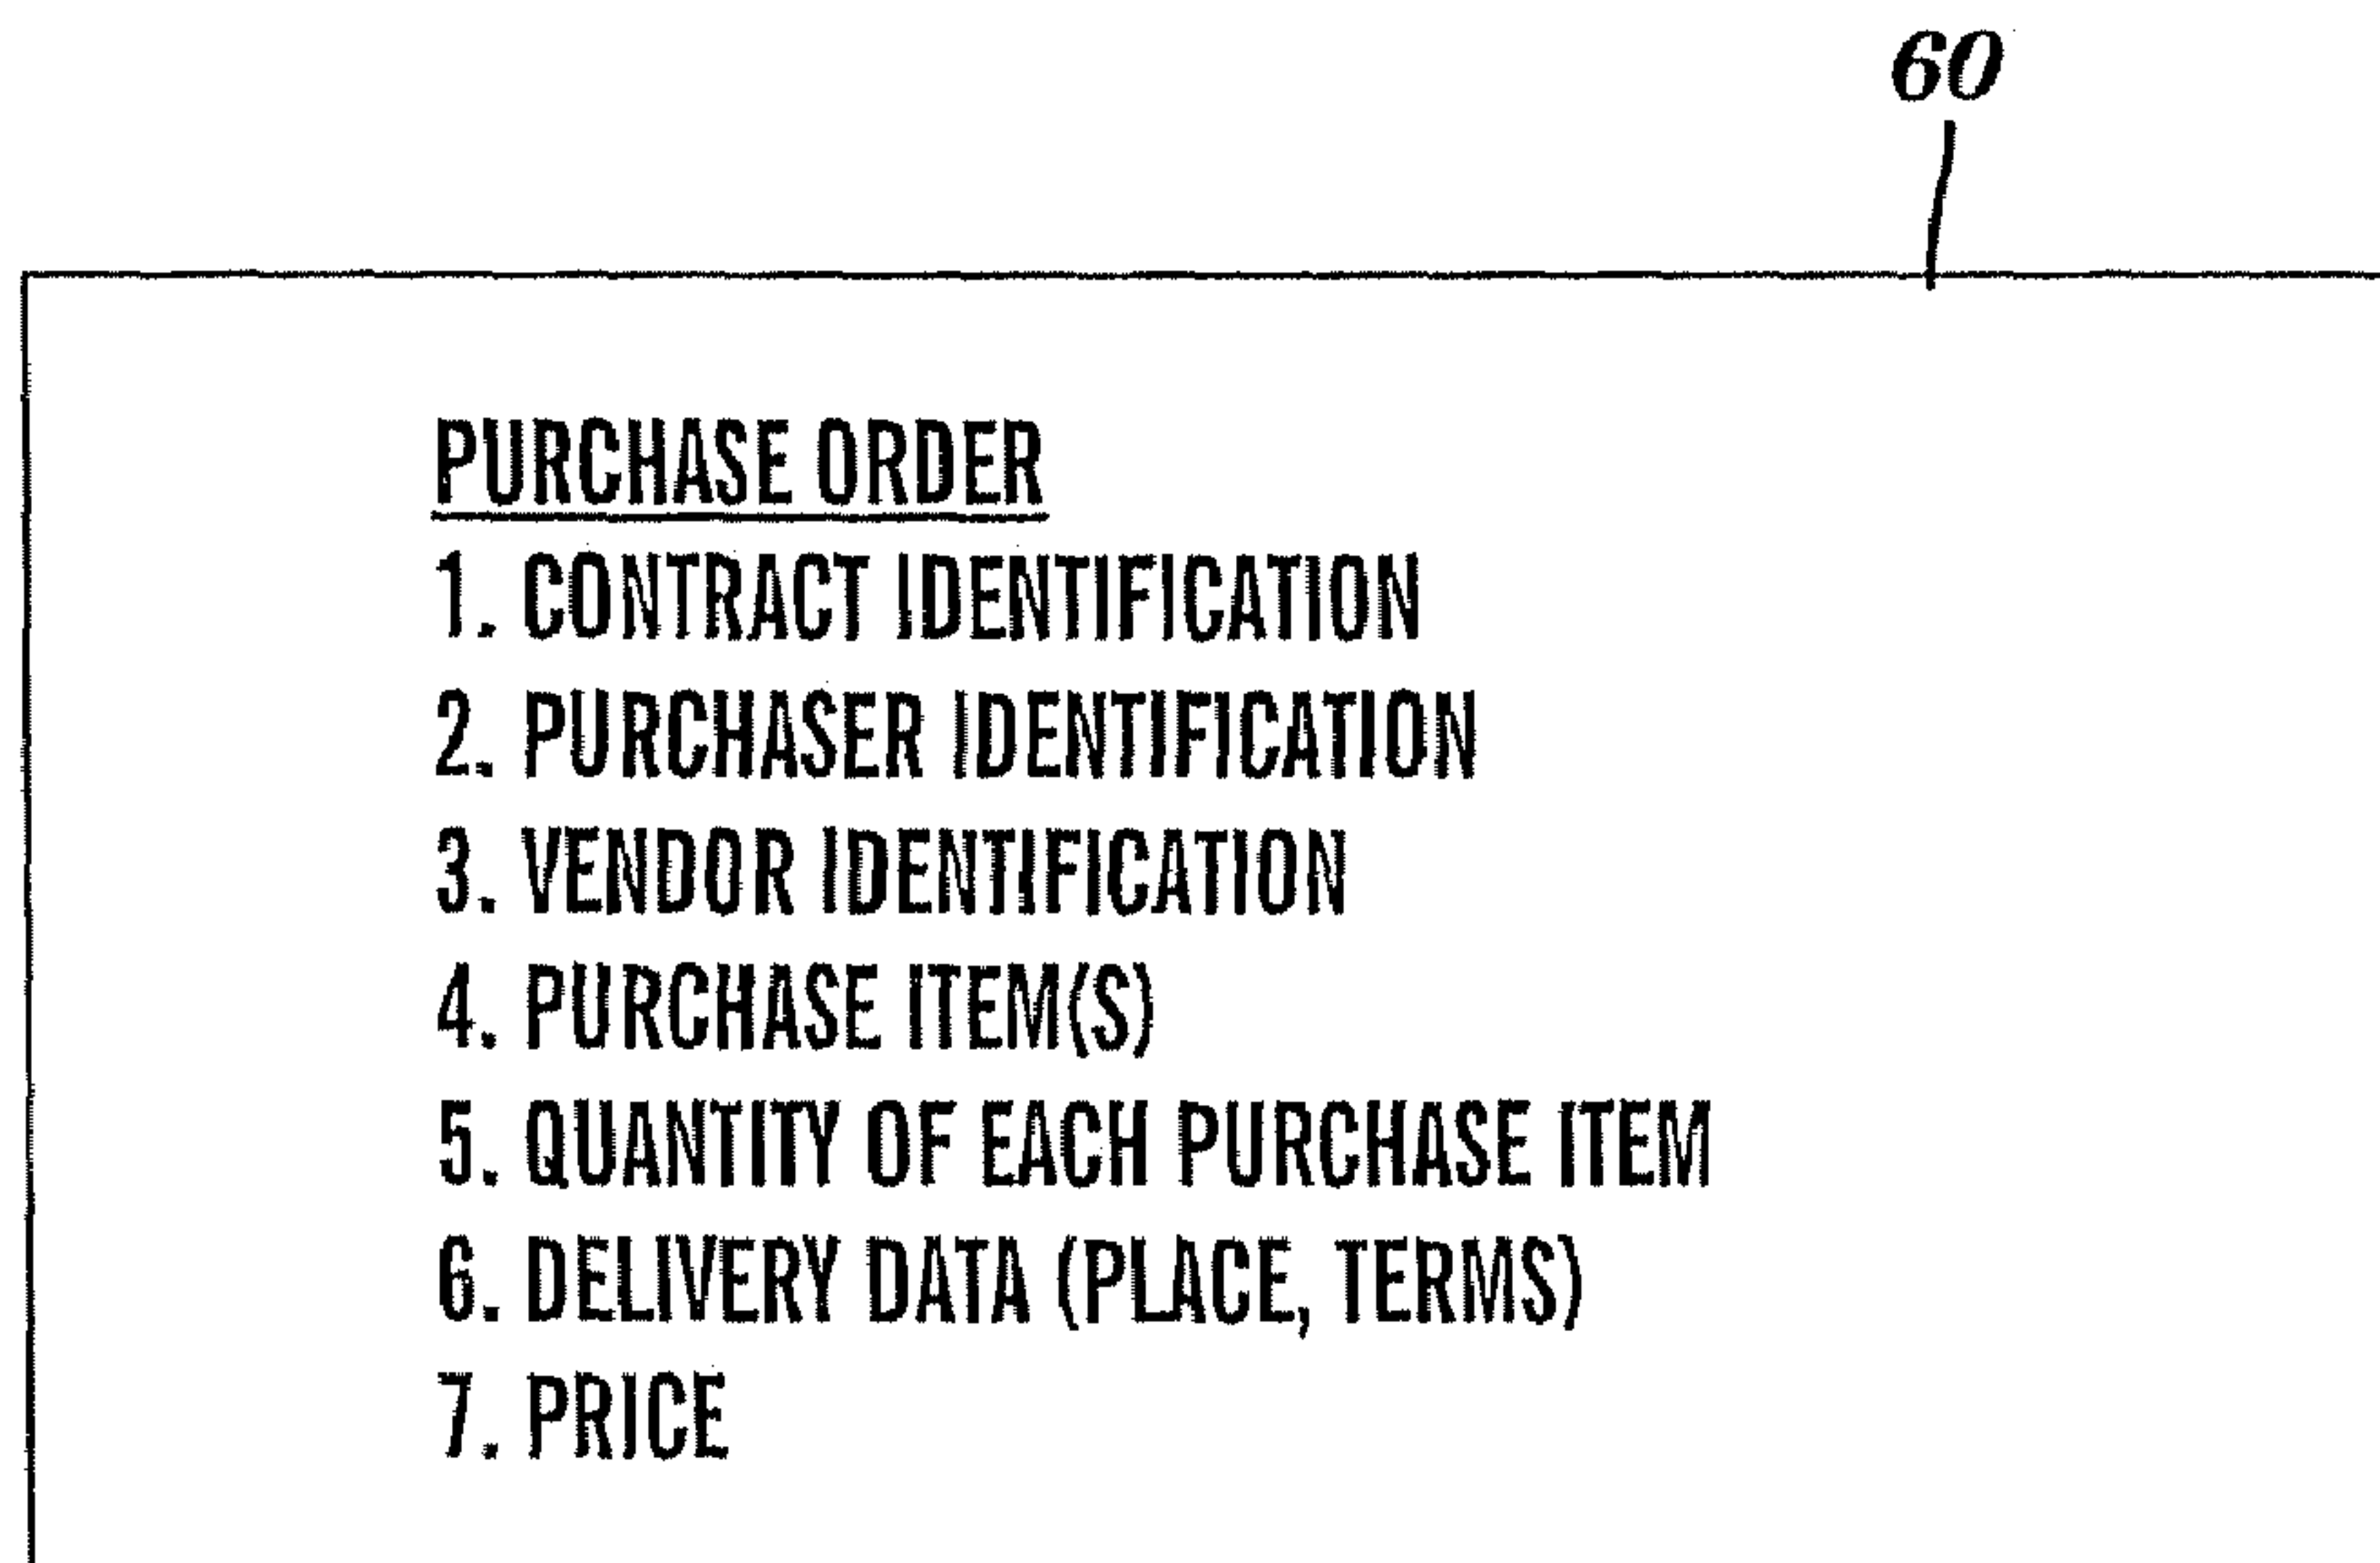 60
PURCHASE ORDER
1. CONTRACT IDENTIFICATION
2. PURCHASER IDENTIFICATION
3. VENDOR IDENTIFICATION
4. PURCHASE ITEM(S)
5. QUANTITY OF EACH PURCHASE ITEM
6. DELIVERY DATA (PLACE, TERMS)
7. PRICE